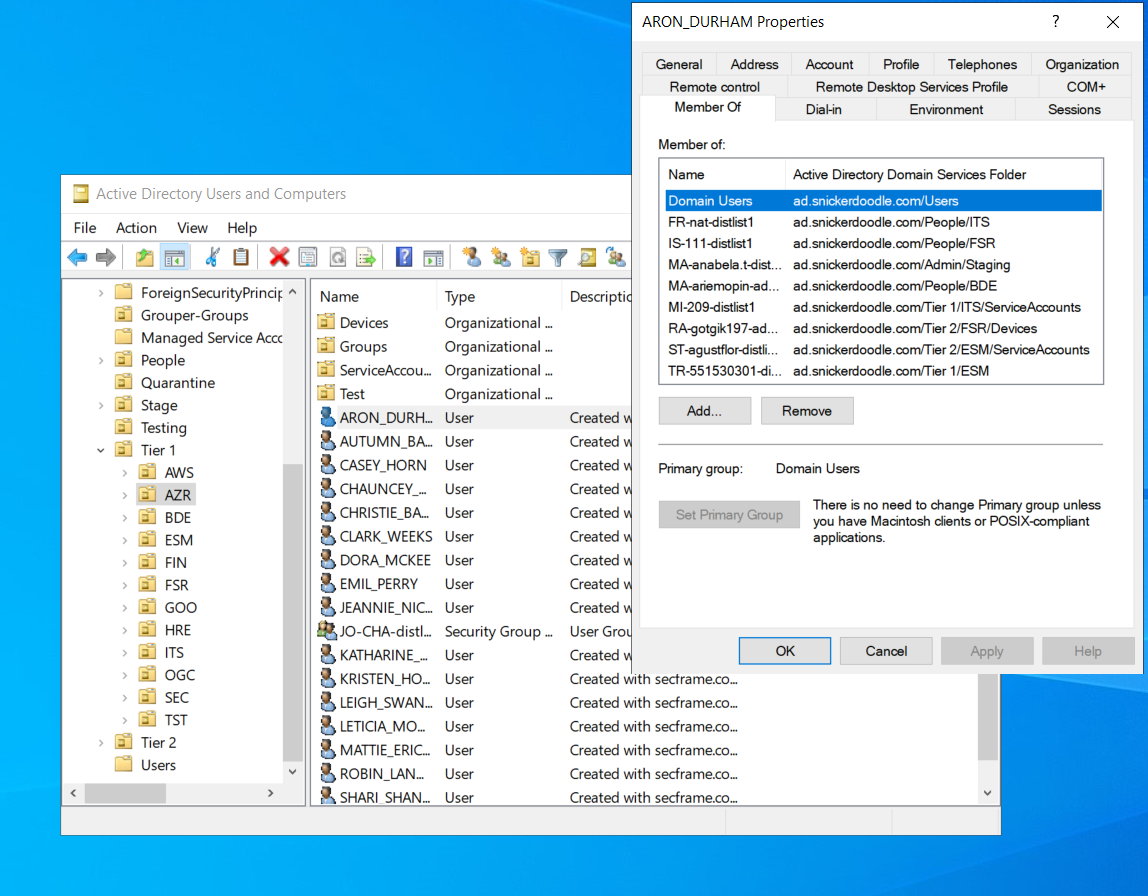 ARON_DURHAM Properties
?
General Address Account Profile Telephones Organization
Remote control Remote Desktop Services Profile COM+
Member Of Dial-in Environment Sessions
Member of:
Name Active Directory Domain Services Folder
Domain Users ad.snickerdoodle.com/Users
FR-nat-distlist1 ad.snickerdoodle.com/People/ITS
IS-111-distlist1 ad.snickerdoodle.com/People/FSR
MA-anabela.t-dist... ad.snickerdoodle.com/Admin/Staging
MA-ariemopin-ad... ad.snickerdoodle.com/People/BDE
MI-209-distlist1 ad.snickerdoodle.com/Tier 1/ITS/ServiceAccounts
RA-gotgik197-ad... ad.snickerdoodle.com/Tier 2/FSR/Devices
ST-agustflor-distli... ad.snickerdoodle.com/Tier 2/ESM/ServiceAccounts
TR-551530301-di... ad.snickerdoodle.com/Tier 1/ESM
Add... Remove
Primary group: Domain Users
Set Primary Group
There is no need to change Primary group unless
you have Macintosh clients or POSIX-compliant
applications.
OK Cancel Apply Help
Active Directory Users and Computers
File Action View Help
ForeignSecurityPrincip
Grouper-Groups
Managed Service Acc
People
Quarantine
Stage
Testing
Tier 1
AWS
AZR
BDE
ESM
FIN
FSR
GOO
HRE
ITS
OGC
SEC
TST
Tier 2
Users
Name Type Descriptio
Devices Organizational ...
Groups Organizational ...
ServiceAccou... Organizational ...
Test Organizational ...
ARON_DURH... User Created w
AUTUMN_BA... User Created w
CASEY_HORN User Created w
CHAUNCEY_... User Created w
CHRISTIE_BA... User Created w
CLARK_WEEKS User Created w
DORA_MCKEE User Created w
EMIL_PERRY User Created w
JEANNIE_NIC... User Created w
JO-CHA-distl... Security Group ... User Grou
KATHARINE_... User Created w
KRISTEN_HO... User Created with secframe.co...
LEIGH_SWAN... User Created with secframe.co...
LETICIA_MO... User Created with secframe.co...
MATTIE_ERIC... User Created with secframe.co...
ROBIN_LAN... User Created with secframe.co...
SHARI_SHAN... User Created with secframe.co...